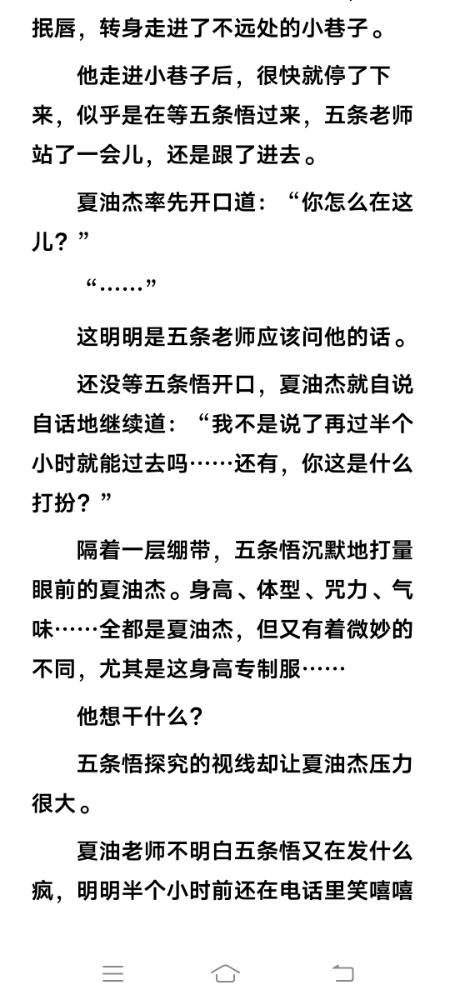 抿唇，转身走进了不远处的小巷子。
他走进小巷子后，很快就停了下
来，似乎是在等五条悟过来，五条老师
站了一会儿，还是跟了进去。
夏油杰率先开口道：“你怎么在这
儿？”
“……”
这明明是五条老师应该问他的话。
还没等五条悟开口，夏油杰就自说
自话地继续道：“我不是说了再过半个
小时就能过去吗……还有，你这是什么
打扮？”
隔着一层绷带，五条悟沉默地打量
眼前的夏油杰。身高、体型、咒力、气
味……全都是夏油杰，但又有着微妙的
不同，尤其是这身高专制服……
他想干什么？
五条悟探究的视线却让夏油杰压力
很大。
夏油老师不明白五条悟又在发什么
疯，明明半个小时前还在电话里笑嘻嘻